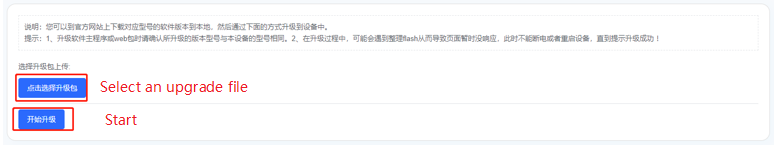 说明：您可以到官方网站上下载对应型号的软件版本到本地，然后通过下面的方式升级到设备中。
提示：1、升级软件主程序或web包时请确认所升级的版本型号与本设备的型号相同。2、在升级过程中，可能会遇到整理flash从而导致页面暂时没响应，此时不能断电或者重启设备，直到提示升级成功！
选择升级包上传:
点击选择升级包 Select an upgrade file
开始升级 Start